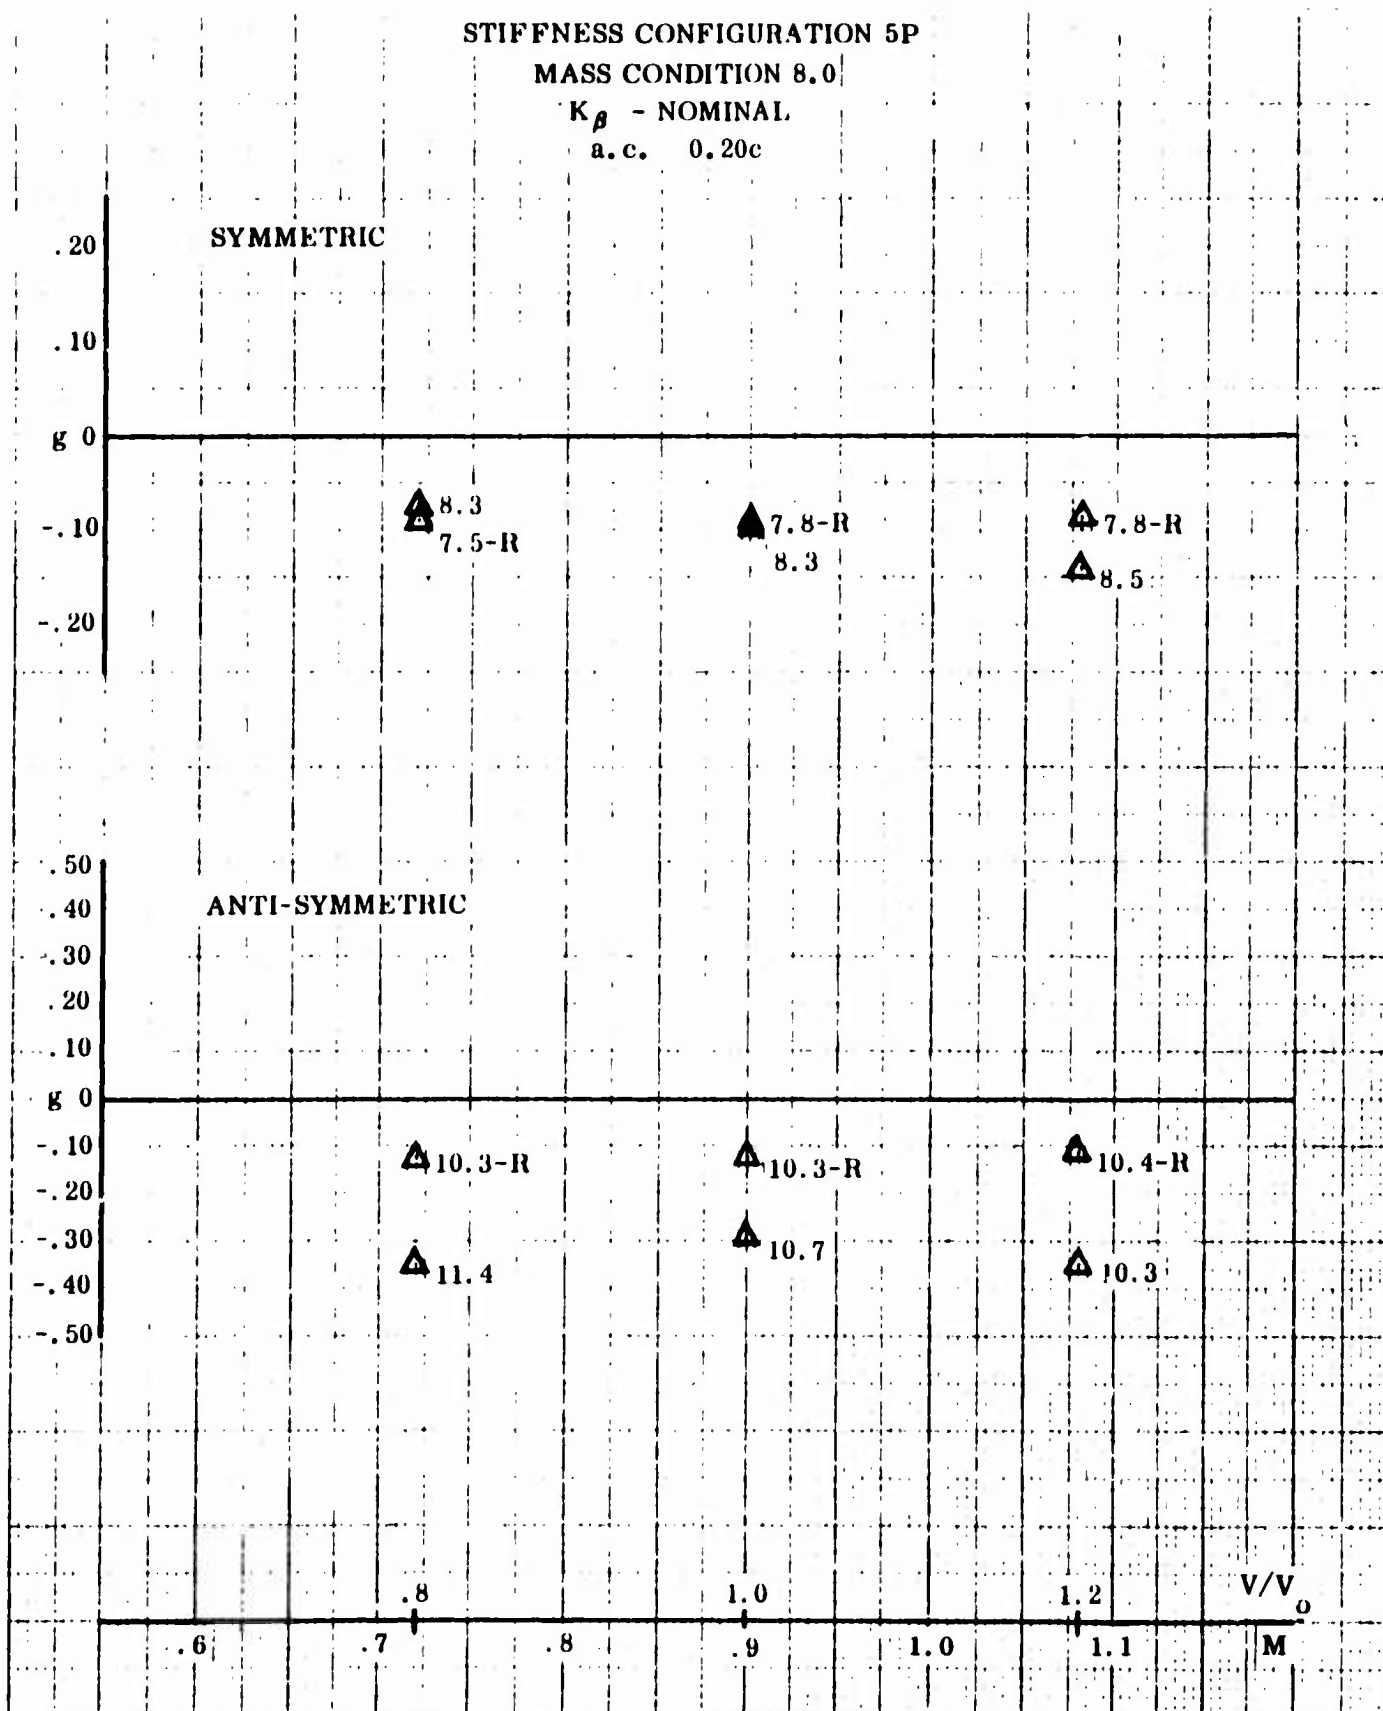 STIFFNESS CONFIGURATION 5P
MASS CONDITION 8.0
Kβ - NOMINAL
a.c. 0.20c
SYMMETRIC
.20
.10
g 0
-.10
-.20
8.3
7.5-R
7.8-R
8.3
7.8-R
8.5
ANTI-SYMMETRIC
.50
.40
.30
.20
.10
g 0
-.10
-.20
-.30
-.40
-.50
10.3-R
10.3-R
10.4-R
11.4
10.7
10.3
.8 1.0 1.2 V/Vo
.6 .7 .8 .9 1.0 1.1 M